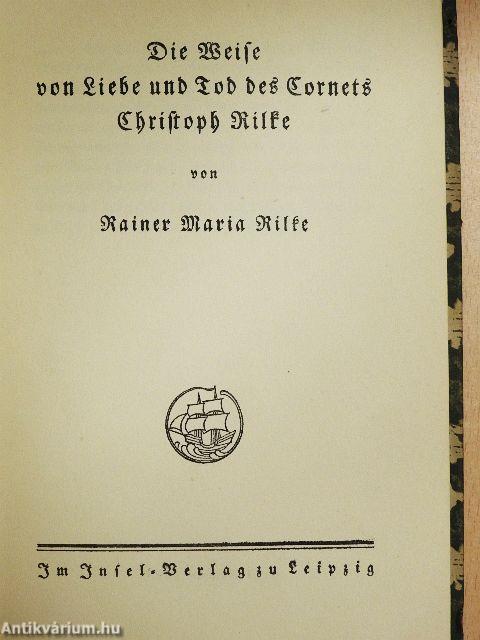 Die Weiſe
von Liebe und Tod des Cornets
Chriſtoph Rilke
von
Rainer Maria Rilke
Im Inſel-Verlag zu Leipzig
Antikvárium.hu